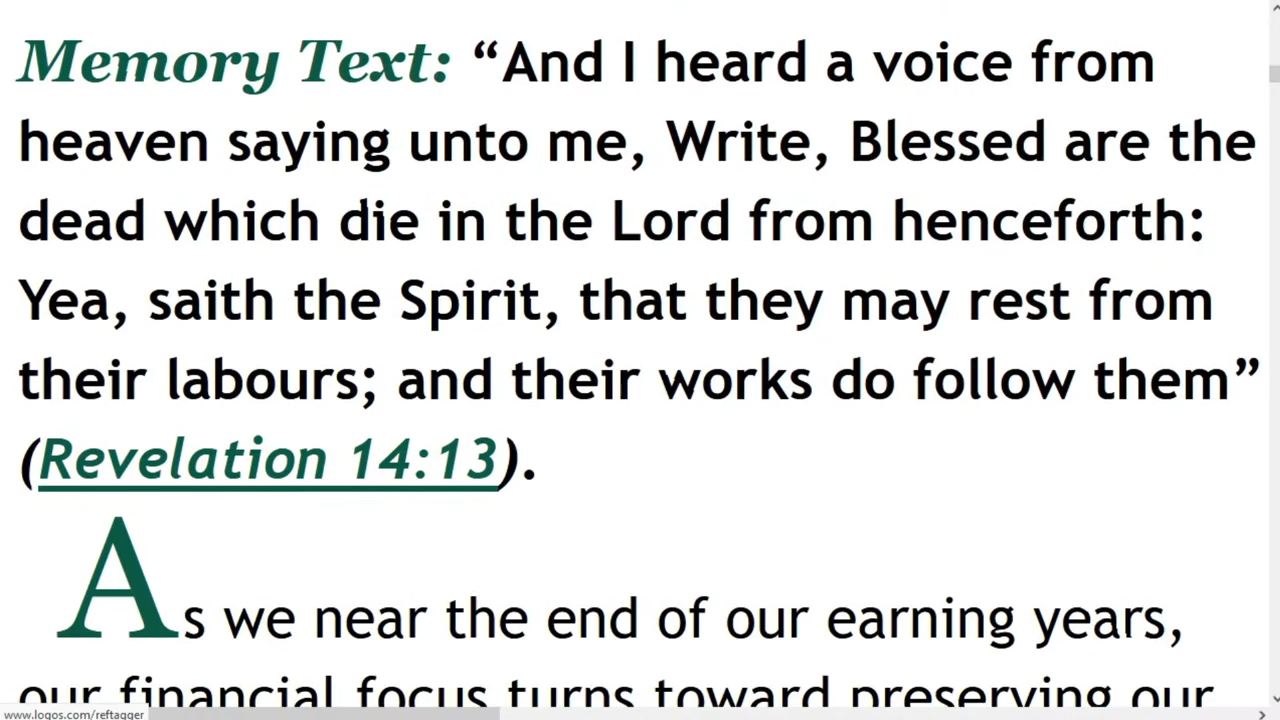 Memory Text: “And I heard a voice from
heaven saying unto me, Write, Blessed are the
dead which die in the Lord from henceforth:
Yea, saith the Spirit, that they may rest from
their labours; and their works do follow them”
(Revelation 14:13).
As we near the end of our earning years,
our financial focus turns toward preserving our
www.logos.com/reftagger